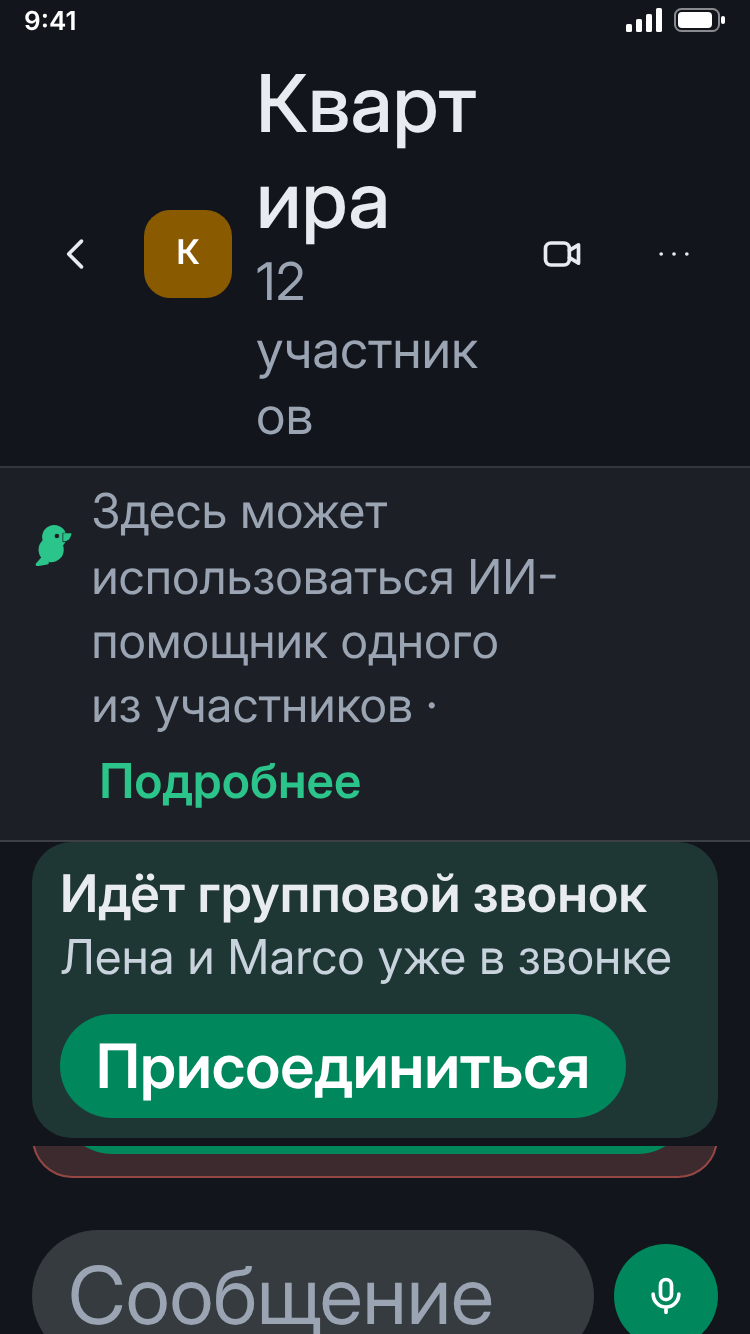 9:41
Кварт
ира
К
12
участник
ов
Здесь может
использоваться ИИ-
помощник одного
из участников ·
Подробнее
Идёт групповой звонок
Лена и Marco уже в звонке
Присоединиться
Сообщение